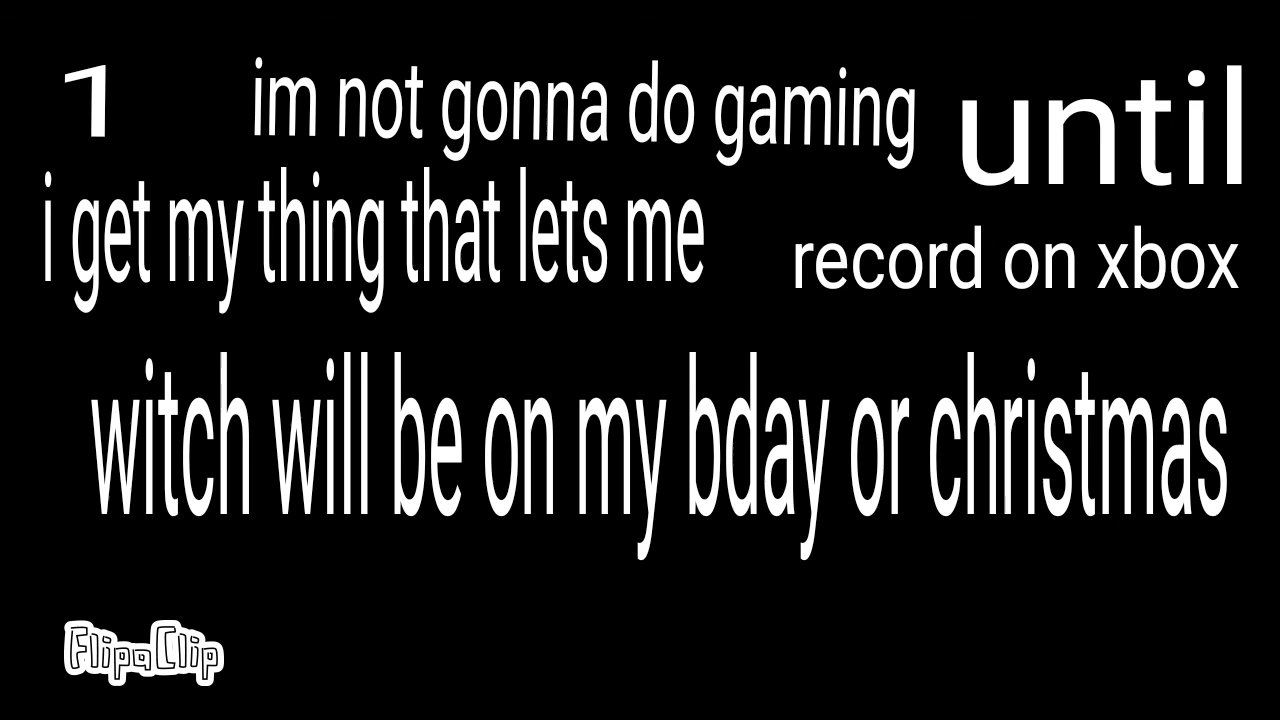 1 im not gonna do gaming until
i get my thing that lets me record on xbox
witch will be on my bday or christmas
FlipaClip